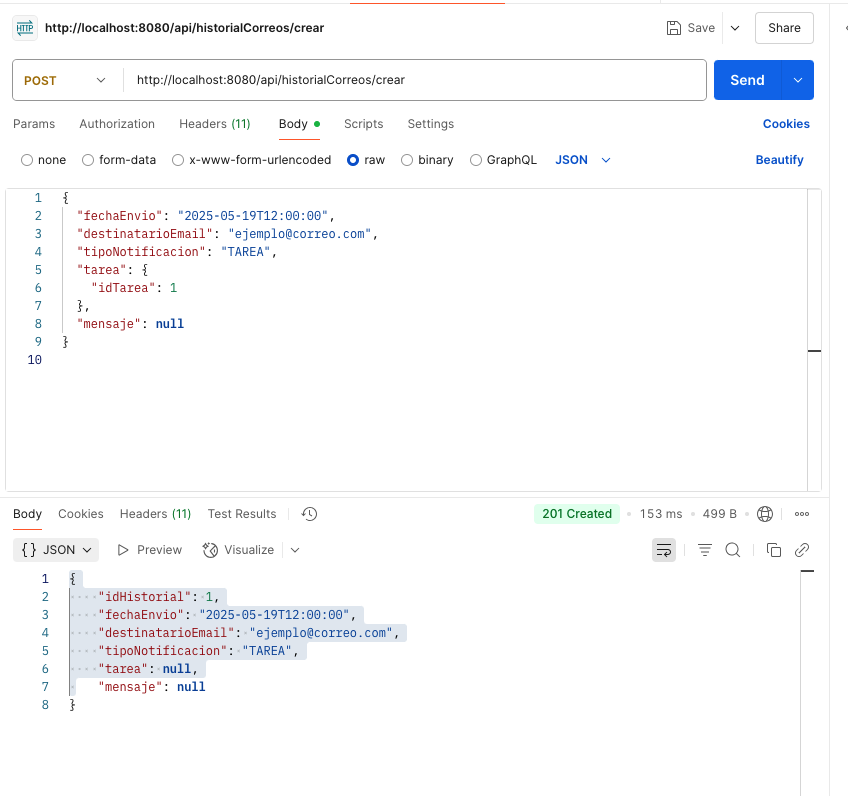 HTTP http://localhost:8080/api/historialCorreos/crear Save Share
POST http://localhost:8080/api/historialCorreos/crear Send
Params Authorization Headers (11) Body Scripts Settings Cookies
none form-data x-www-form-urlencoded raw binary GraphQL JSON Beautify
1 {
2 "fechaEnvio": "2025-05-19T12:00:00",
3 "destinatarioEmail": "ejemplo@correo.com",
4 "tipoNotificacion": "TAREA",
5 "tarea": {
6 "idTarea": 1
7 },
8 "mensaje": null
9 }
10
Body Cookies Headers (11) Test Results 201 Created 153 ms 499 B
{} JSON Preview Visualize
1 {
2 "idHistorial": 1,
3 "fechaEnvio": "2025-05-19T12:00:00",
4 "destinatarioEmail": "ejemplo@correo.com",
5 "tipoNotificacion": "TAREA",
6 "tarea": null,
7 "mensaje": null
8 }